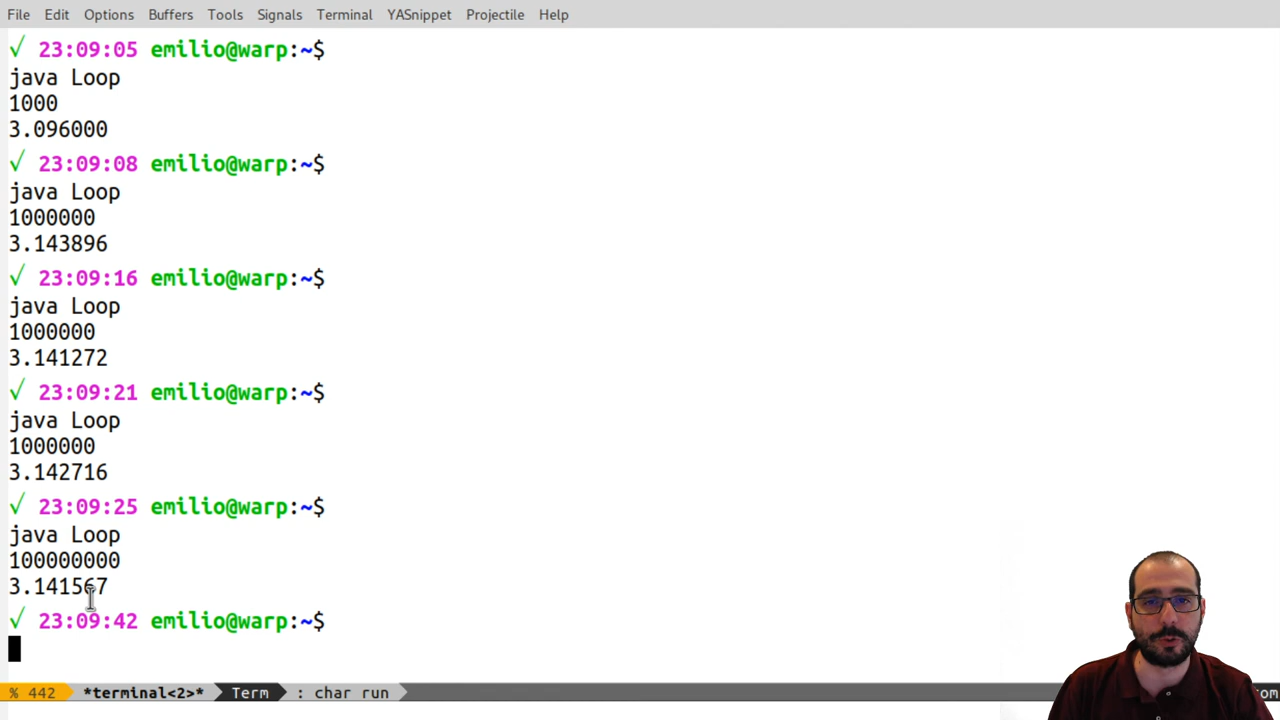 File Edit Options Buffers Tools Signals Terminal YASnippet Projectile Help
√ 23:09:05 emilio@warp:~$
java Loop
1000
3.096000
√ 23:09:08 emilio@warp:~$
java Loop
1000000
3.143896
√ 23:09:16 emilio@warp:~$
java Loop
1000000
3.141272
√ 23:09:21 emilio@warp:~$
java Loop
1000000
3.142716
√ 23:09:25 emilio@warp:~$
java Loop
100000000
3.141567
√ 23:09:42 emilio@warp:~$
% 442 *terminal<2>* Term : char run